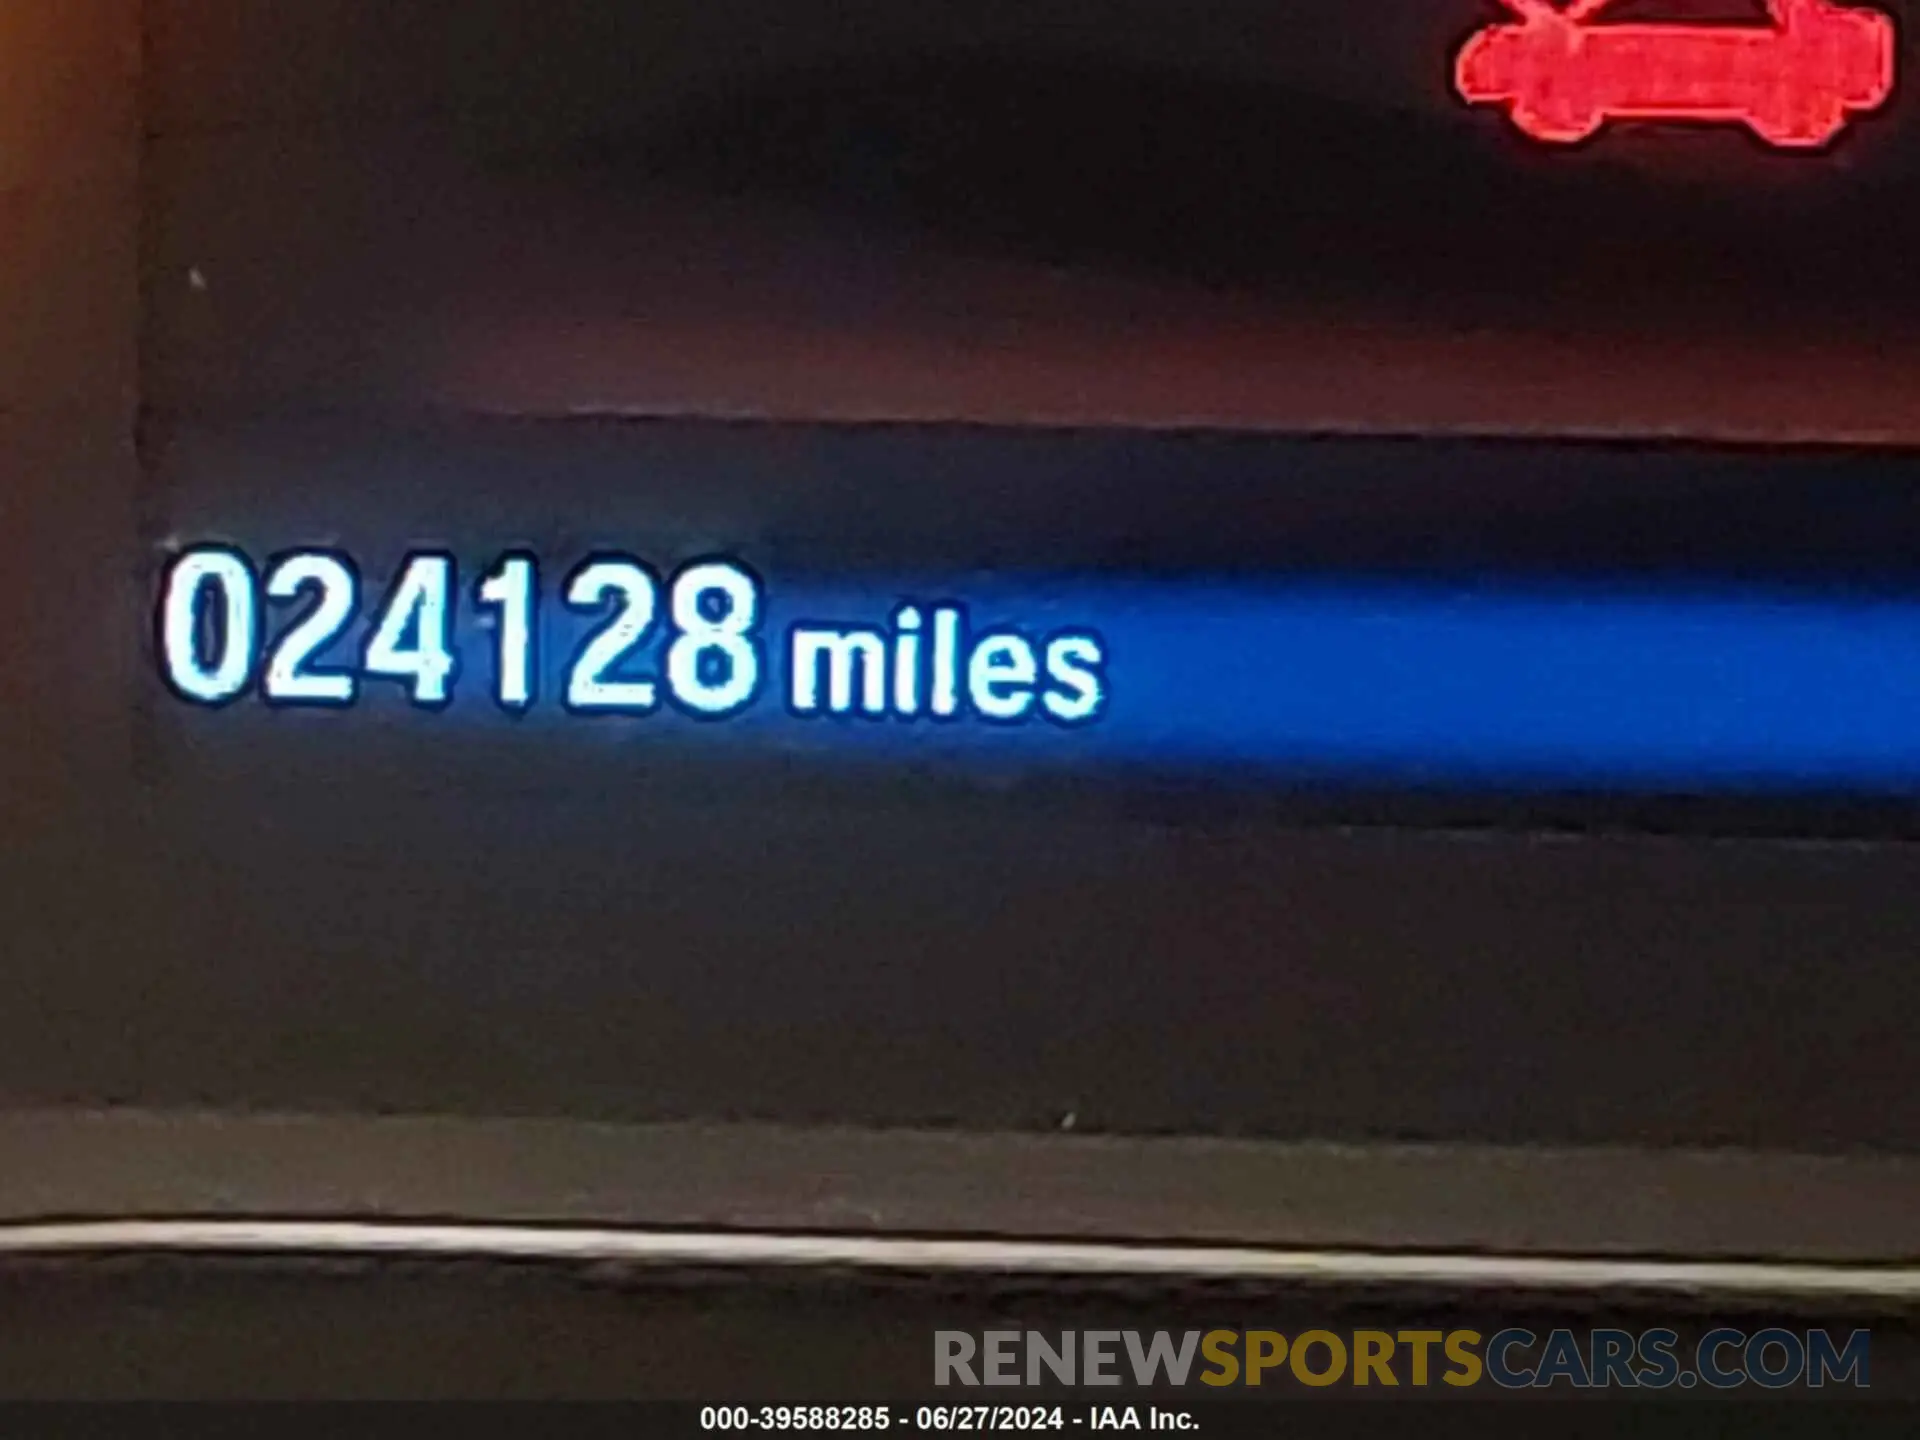 024128 miles
RENEWSPORTSCARS.COM
000-39588285 - 06/27/2024 - IAA Inc.